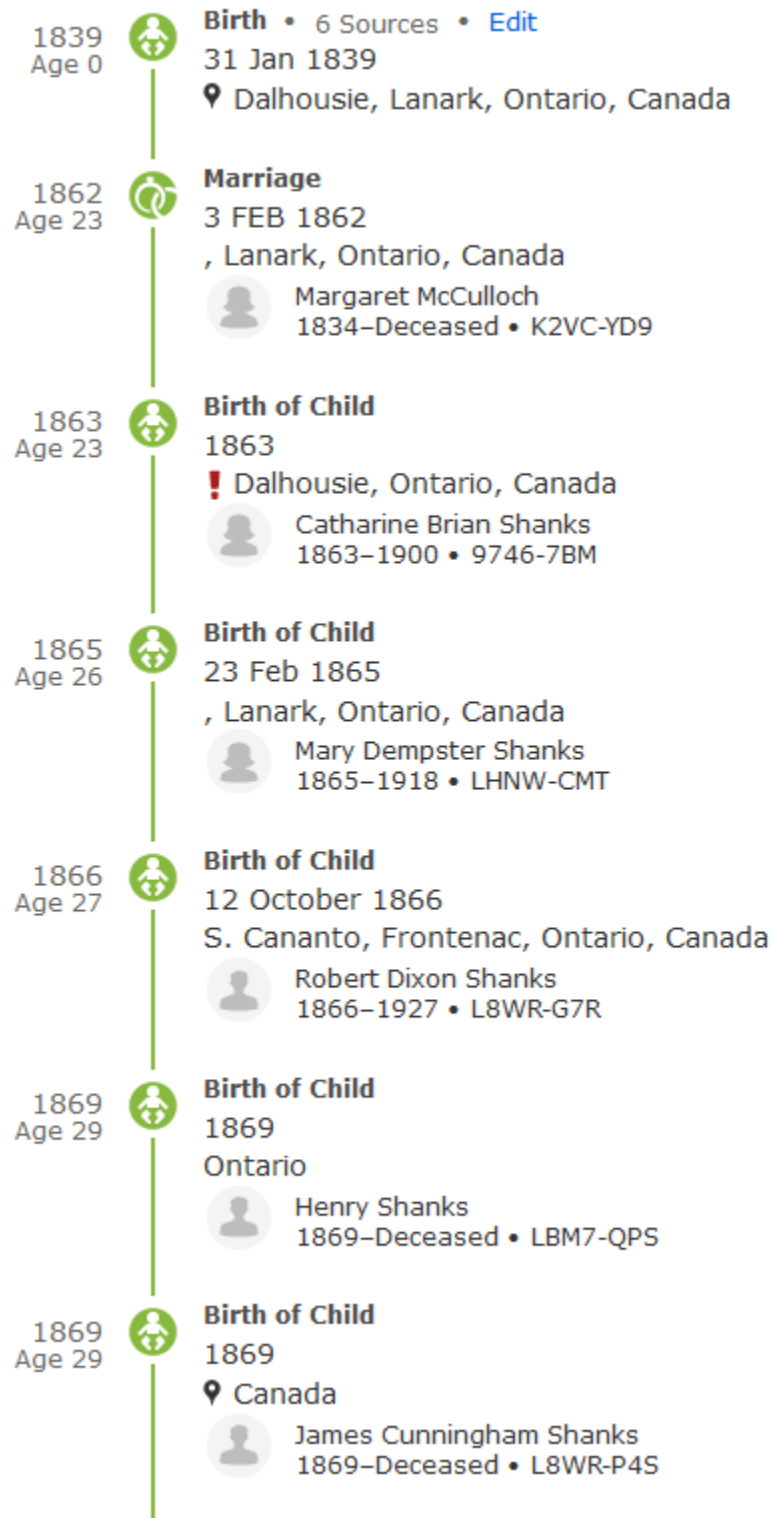 1839
Age 0
Birth • 6 Sources • Edit
31 Jan 1839
Dalhousie, Lanark, Ontario, Canada
1862
Age 23
Marriage
3 FEB 1862
, Lanark, Ontario, Canada
Margaret McCulloch
1834–Deceased • K2VC-YD9
1863
Age 23
Birth of Child
1863
Dalhousie, Ontario, Canada
Catharine Brian Shanks
1863–1900 • 9746-7BM
1865
Age 26
Birth of Child
23 Feb 1865
, Lanark, Ontario, Canada
Mary Dempster Shanks
1865–1918 • LHNW-CMT
1866
Age 27
Birth of Child
12 October 1866
S. Cananto, Frontenac, Ontario, Canada
Robert Dixon Shanks
1866–1927 • L8WR-G7R
1869
Age 29
Birth of Child
1869
Ontario
Henry Shanks
1869–Deceased • LBM7-QPS
1869
Age 29
Birth of Child
1869
Canada
James Cunningham Shanks
1869–Deceased • L8WR-P4S